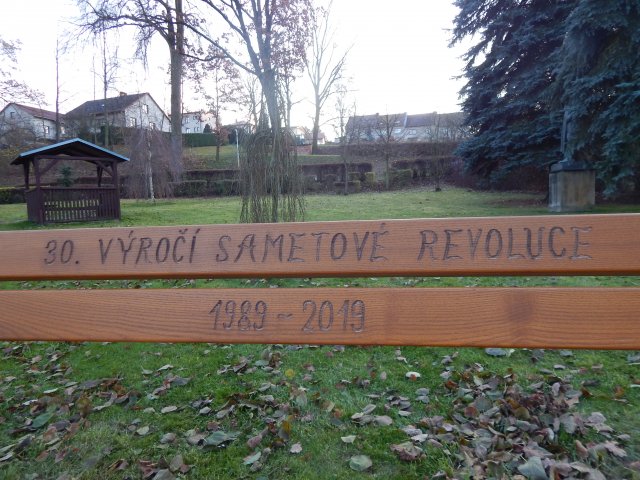 30. VÝROČÍ SAMETOVÉ REVOLUCE
1989 - 2019